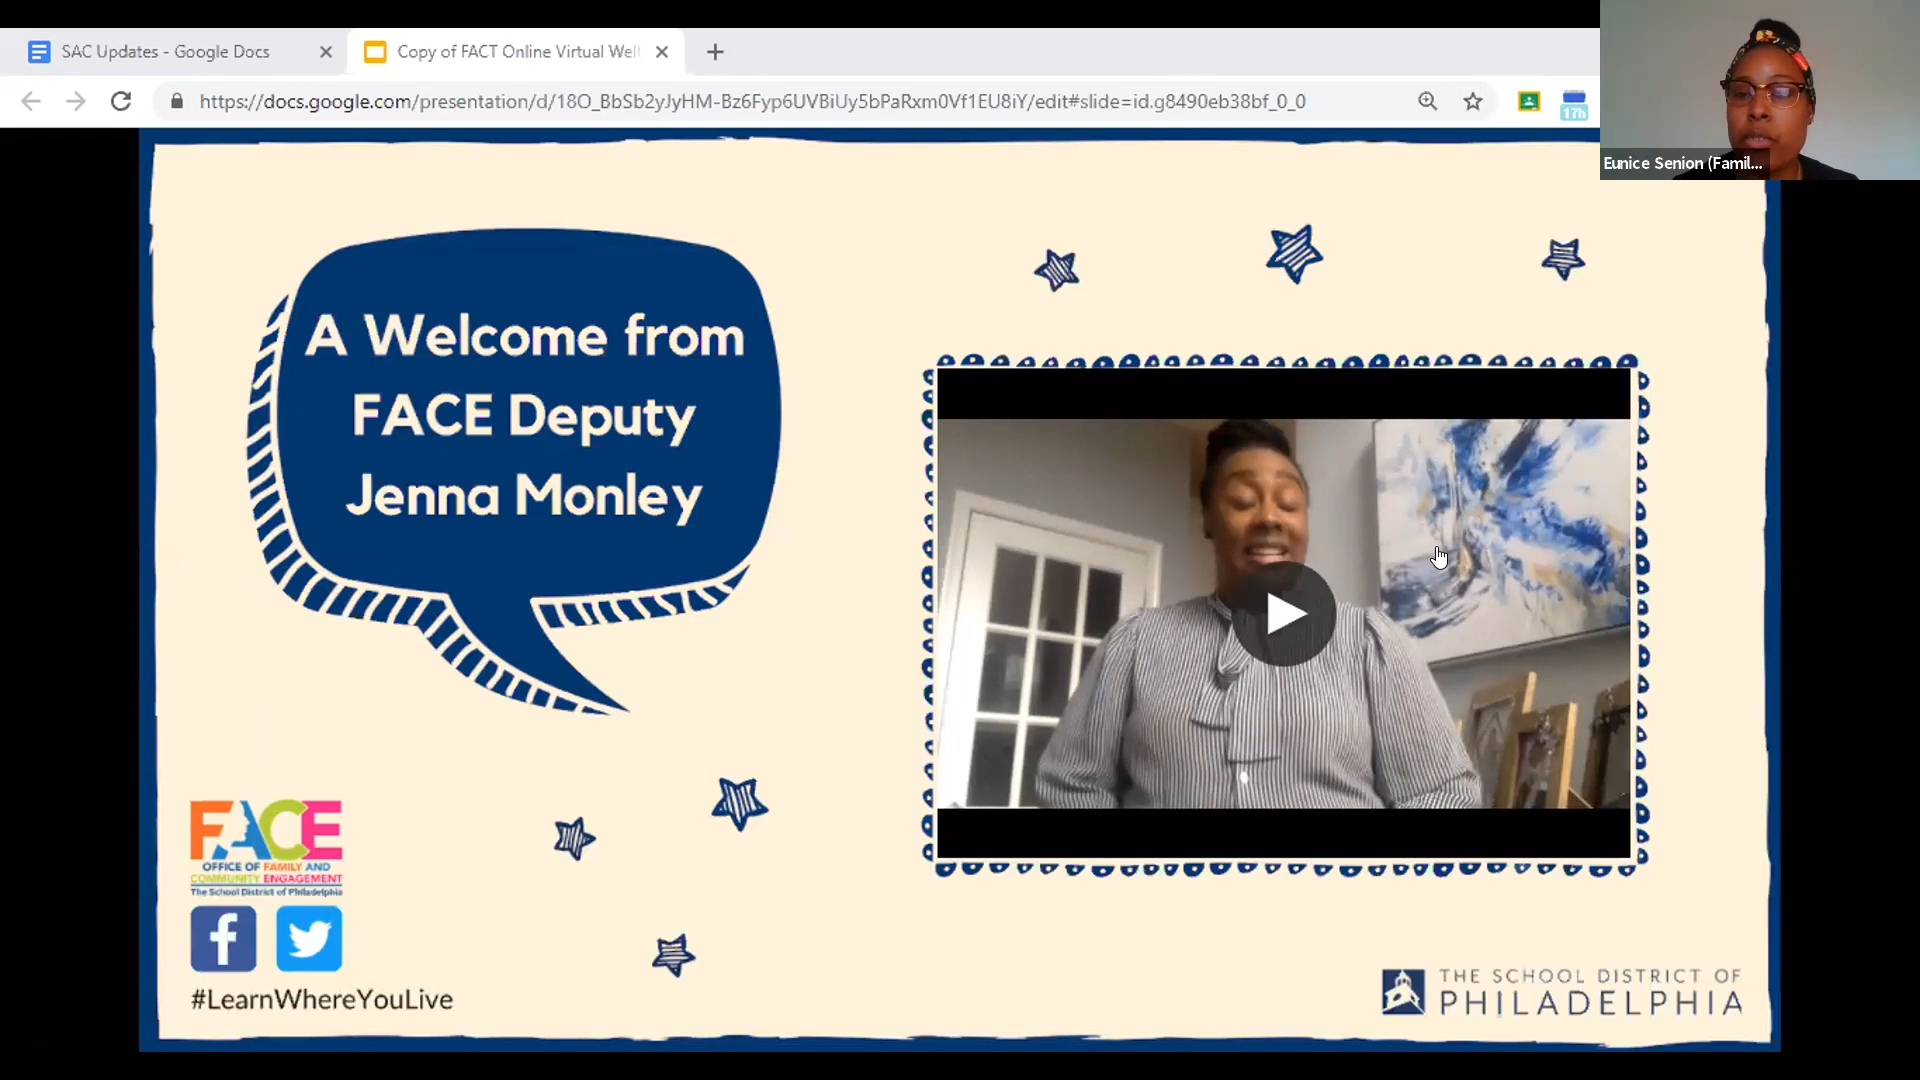 SAC Updates - Google Docs
Copy of FACT Online Virtual Well
https://docs.google.com/presentation/d/18O_BbSb2yJyHM-Bz6Fyp6UVBiUy5bPaRxm0Vf1EU8iY/edit#slide=id.g8490eb38bf_0_0
17h
Eunice Senion (Famil...
A Welcome from
FACE Deputy
Jenna Monley
FACE
OFFICE OF FAMILY AND
COMMUNITY ENGAGEMENT
The School District of Philadelphia
#LearnWhereYouLive
THE SCHOOL DISTRICT OF
PHILADELPHIA